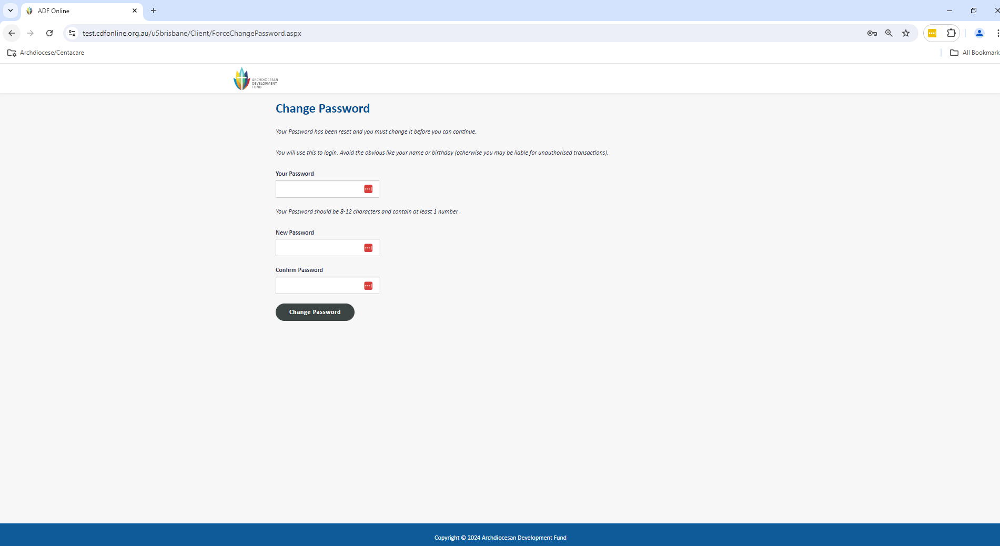 ADF Online
test.cdfonline.org.au/u5brisbane/Client/ForceChangePassword.aspx
Archdiocese/Centacare
All Bookmark
ARCHDIOCESAN
DEVELOPMENT
FUND
Change Password
Your Password has been reset and you must change it before you can continue.
You will use this to login. Avoid the obvious like your name or birthday (otherwise you may be liable for unauthorised transactions).
Your Password
Your Password should be 8-12 characters and contain at least 1 number .
New Password
Confirm Password
Change Password
Copyright © 2024 Archdiocesan Development Fund